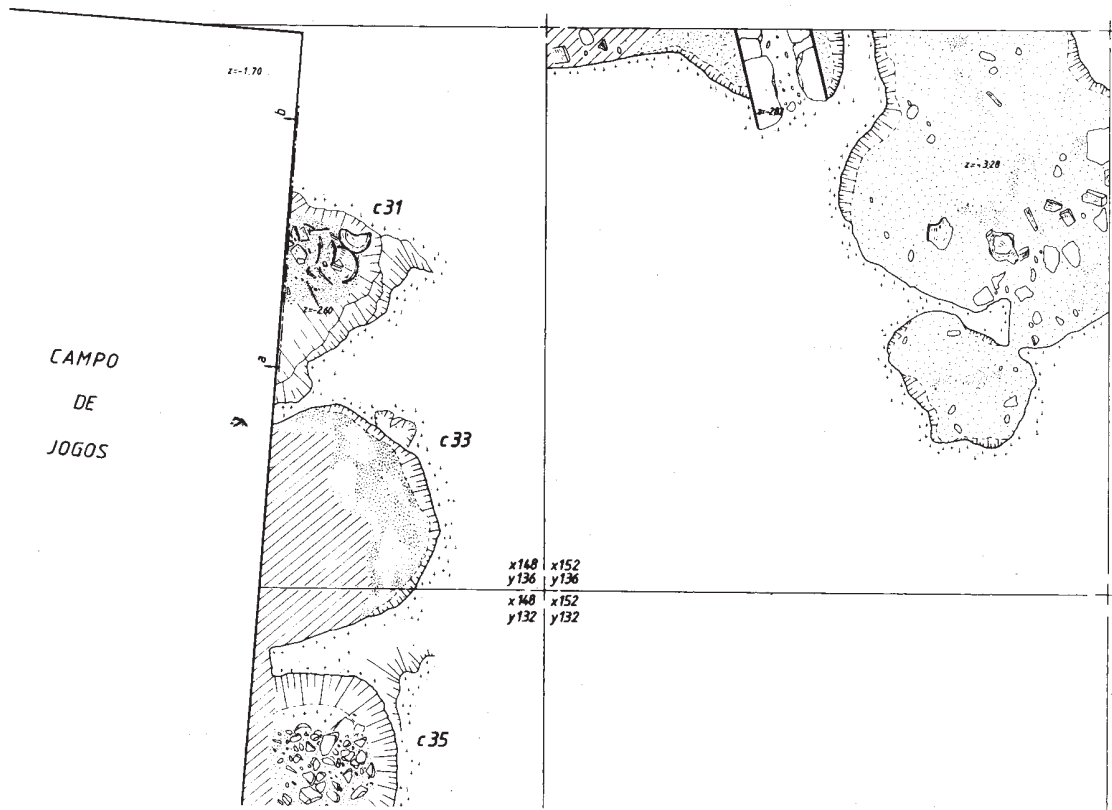 z=-1.70
b
c31
z=-2.60
a
CAMPO
DE
JOGOS
c33
z=-3.28
x148 x152
y136 y136
x148 x152
y132 y132
c35